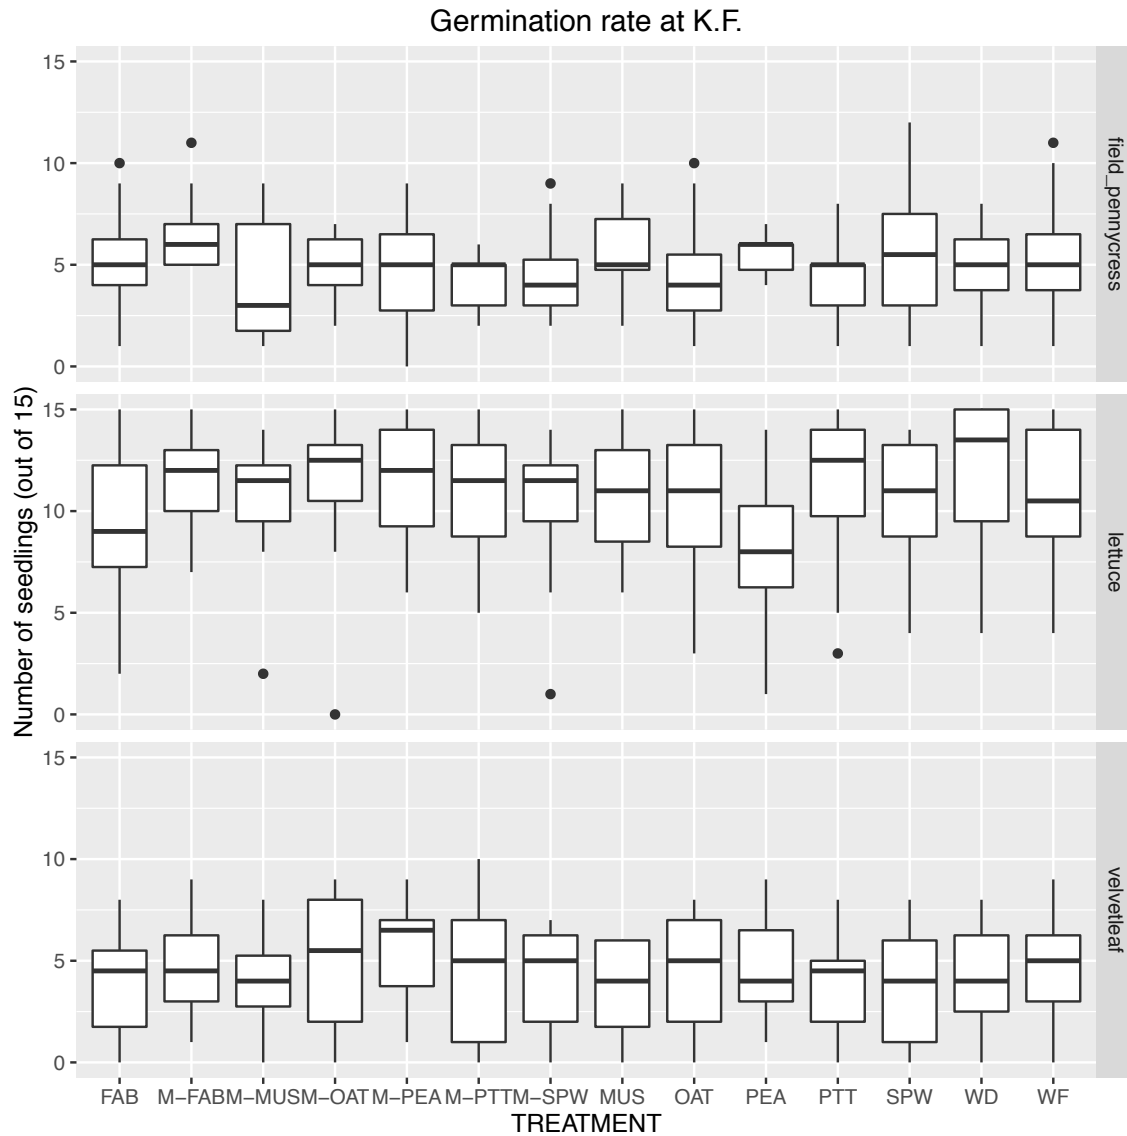 Germination rate at K.F.
Number of seedlings (out of 15)
15
10
5
0
field_pennycress
15
10
5
0
lettuce
15
10
5
0
velvetleaf
FAB M−FAB M−MUS M−OAT M−PEA M−PTT M−SPW MUS OAT PEA PTT SPW WD WF
TREATMENT